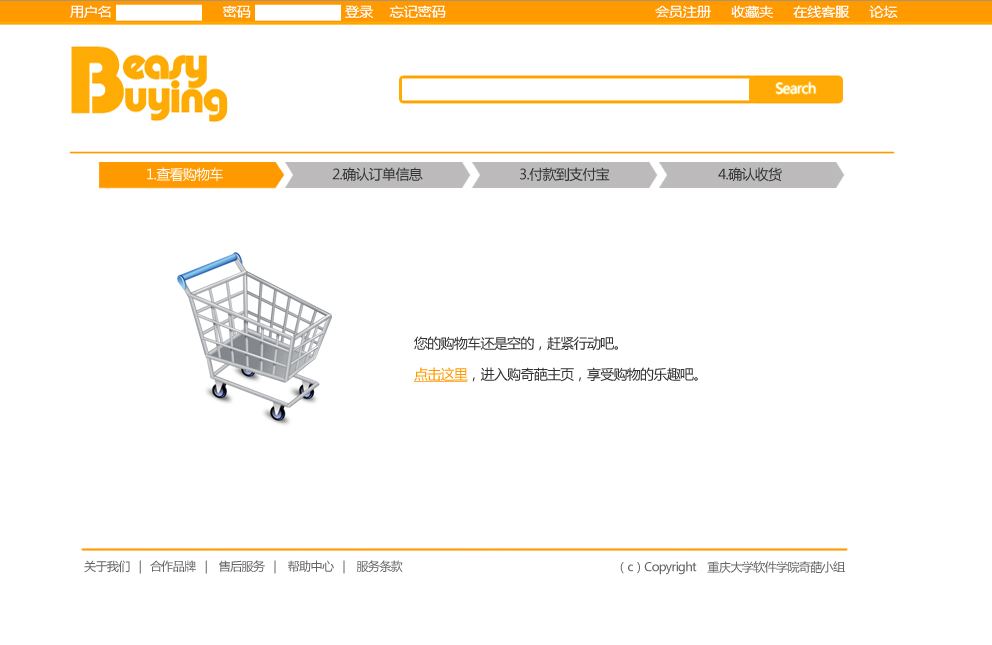 用户名 密码 登录 忘记密码 会员注册 收藏夹 在线客服 论坛
Beasy
Buying
Search
1.查看购物车 2.确认订单信息 3.付款到支付宝 4.确认收货
您的购物车还是空的，赶紧行动吧。
点击这里，进入购奇葩主页，享受购物的乐趣吧。
关于我们 | 合作品牌 | 售后服务 | 帮助中心 | 服务条款 （c）Copyright 重庆大学软件学院奇葩小组